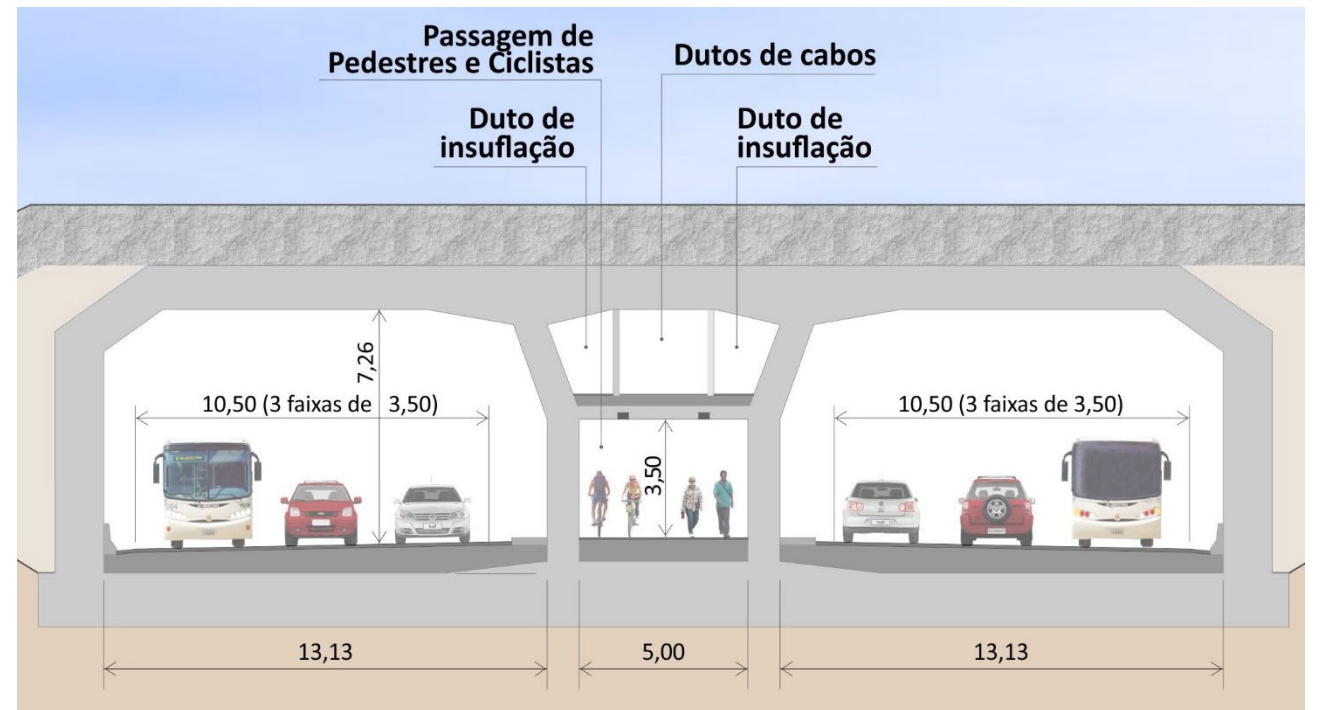 Passagem de
Pedestres e Ciclistas
Dutos de cabos
Duto de
insuflação
Duto de
insuflação
7,26
10,50 (3 faixas de 3,50)
10,50 (3 faixas de 3,50)
3,50
13,13
5,00
13,13